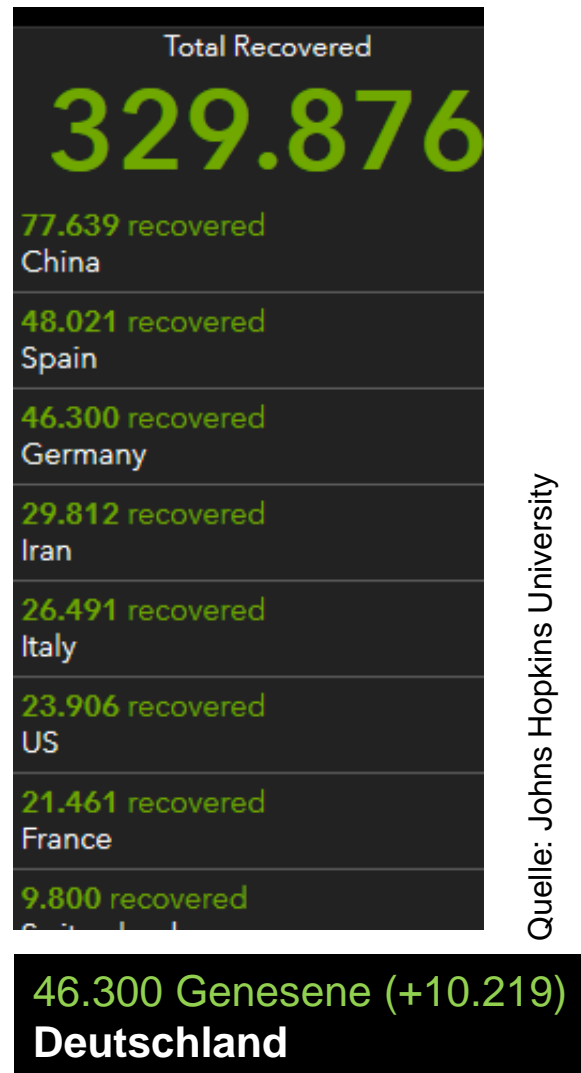 Total Recovered
329.876
77.639 recovered
China
48.021 recovered
Spain
46.300 recovered
Germany
29.812 recovered
Iran
26.491 recovered
Italy
23.906 recovered
US
21.461 recovered
France
9.800 recovered
Quelle: Johns Hopkins University
46.300 Genesene (+10.219)
Deutschland